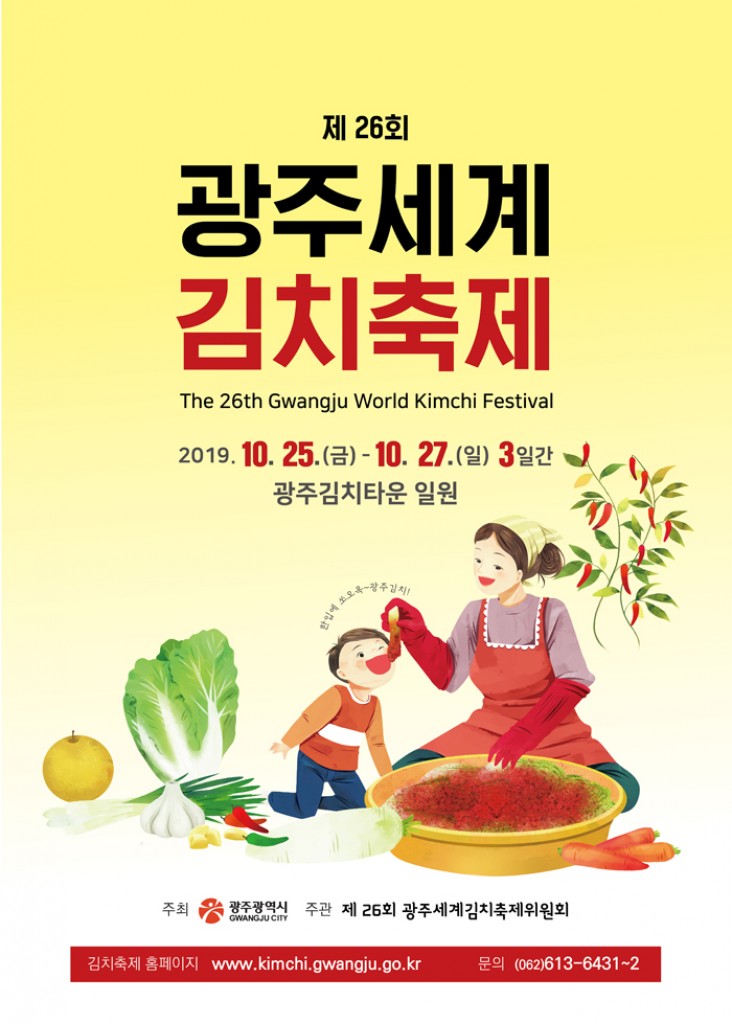 제 26회
광주세계
김치축제
The 26th Gwangju World Kimchi Festival
2019. 10. 25.(금) - 10. 27.(일) 3일간
광주김치타운 일원
한입에 쏘오옥~광주김치!
주최 광주광역시 GWANGJU CITY 주관 제 26회 광주세계김치축제위원회
김치축제 홈페이지 www.kimchi.gwangju.go.kr 문의 (062)613-6431~2